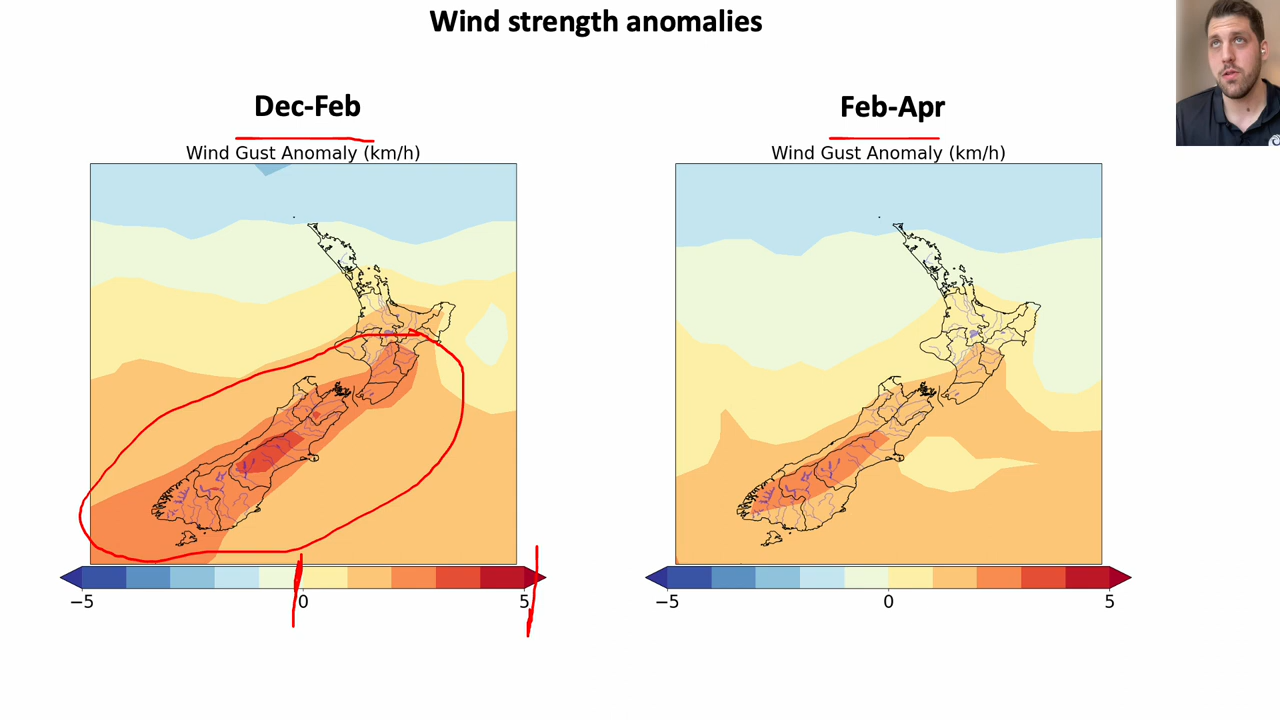 Wind strength anomalies
Dec-Feb
Wind Gust Anomaly (km/h)
−5 0 5
Feb-Apr
Wind Gust Anomaly (km/h)
−5 0 5